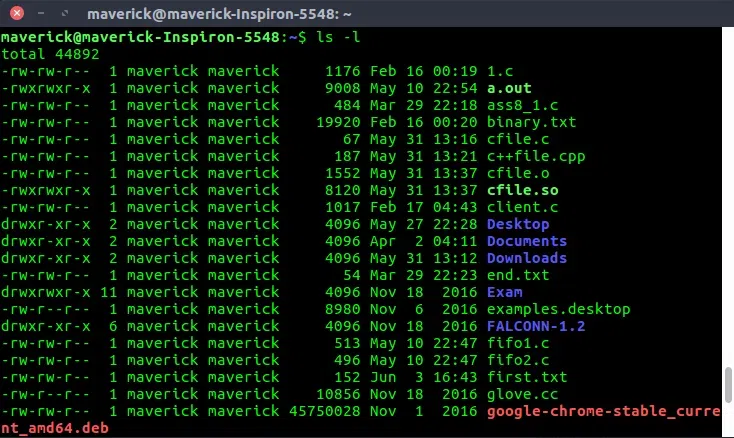 maverick@maverick-Inspiron-5548: ~
maverick@maverick-Inspiron-5548:~$ ls -l
total 44892
-rw-rw-r--  1 maverick maverick     1176 Feb 16 00:19 1.c
-rwxrwxr-x  1 maverick maverick     9008 May 10 22:54 a.out
-rw-rw-r--  1 maverick maverick      484 Mar 29 22:18 ass8_1.c
-rw-rw-r--  1 maverick maverick    19920 Feb 16 00:20 binary.txt
-rw-rw-r--  1 maverick maverick       67 May 31 13:16 cfile.c
-rw-rw-r--  1 maverick maverick      187 May 31 13:21 c++file.cpp
-rw-rw-r--  1 maverick maverick     1552 May 31 13:37 cfile.o
-rwxrwxr-x  1 maverick maverick     8120 May 31 13:37 cfile.so
-rw-rw-r--  1 maverick maverick     1017 Feb 17 04:43 client.c
drwxr-xr-x  2 maverick maverick     4096 May 27 22:28 Desktop
drwxr-xr-x  2 maverick maverick     4096 Apr  2 04:11 Documents
drwxr-xr-x  2 maverick maverick     4096 May 31 13:12 Downloads
-rw-rw-r--  1 maverick maverick       54 Mar 29 22:23 end.txt
drwxrwxr-x 11 maverick maverick     4096 Nov 18  2016 Exam
-rw-r--r--  1 maverick maverick     8980 Nov  6  2016 examples.desktop
drwxr-xr-x  6 maverick maverick     4096 Nov 18  2016 FALCONN-1.2
-rw-rw-r--  1 maverick maverick      513 May 10 22:47 fifo1.c
-rw-rw-r--  1 maverick maverick      496 May 10 22:47 fifo2.c
-rw-rw-r--  1 maverick maverick      152 Jun  3 16:43 first.txt
-rw-rw-r--  1 maverick maverick    10856 Nov 18  2016 glove.cc
-rw-rw-r--  1 maverick maverick 45750028 Nov  1  2016 google-chrome-stable_curre
nt_amd64.deb